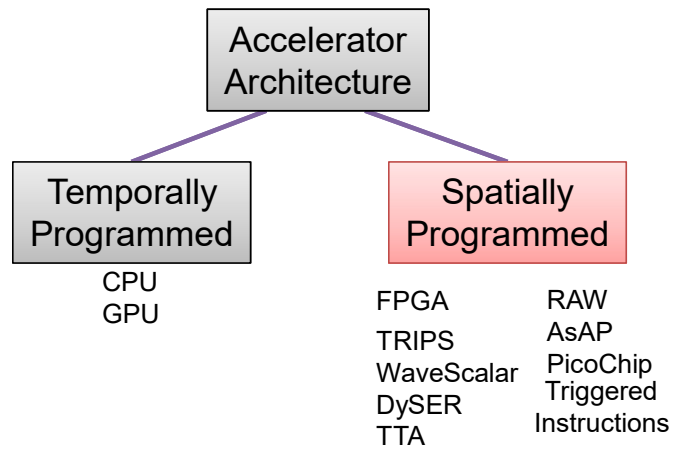 Accelerator
Architecture
Temporally
Programmed
CPU
GPU
Spatially
Programmed
FPGA
TRIPS
WaveScalar
DySER
TTA
RAW
AsAP
PicoChip
Triggered
Instructions